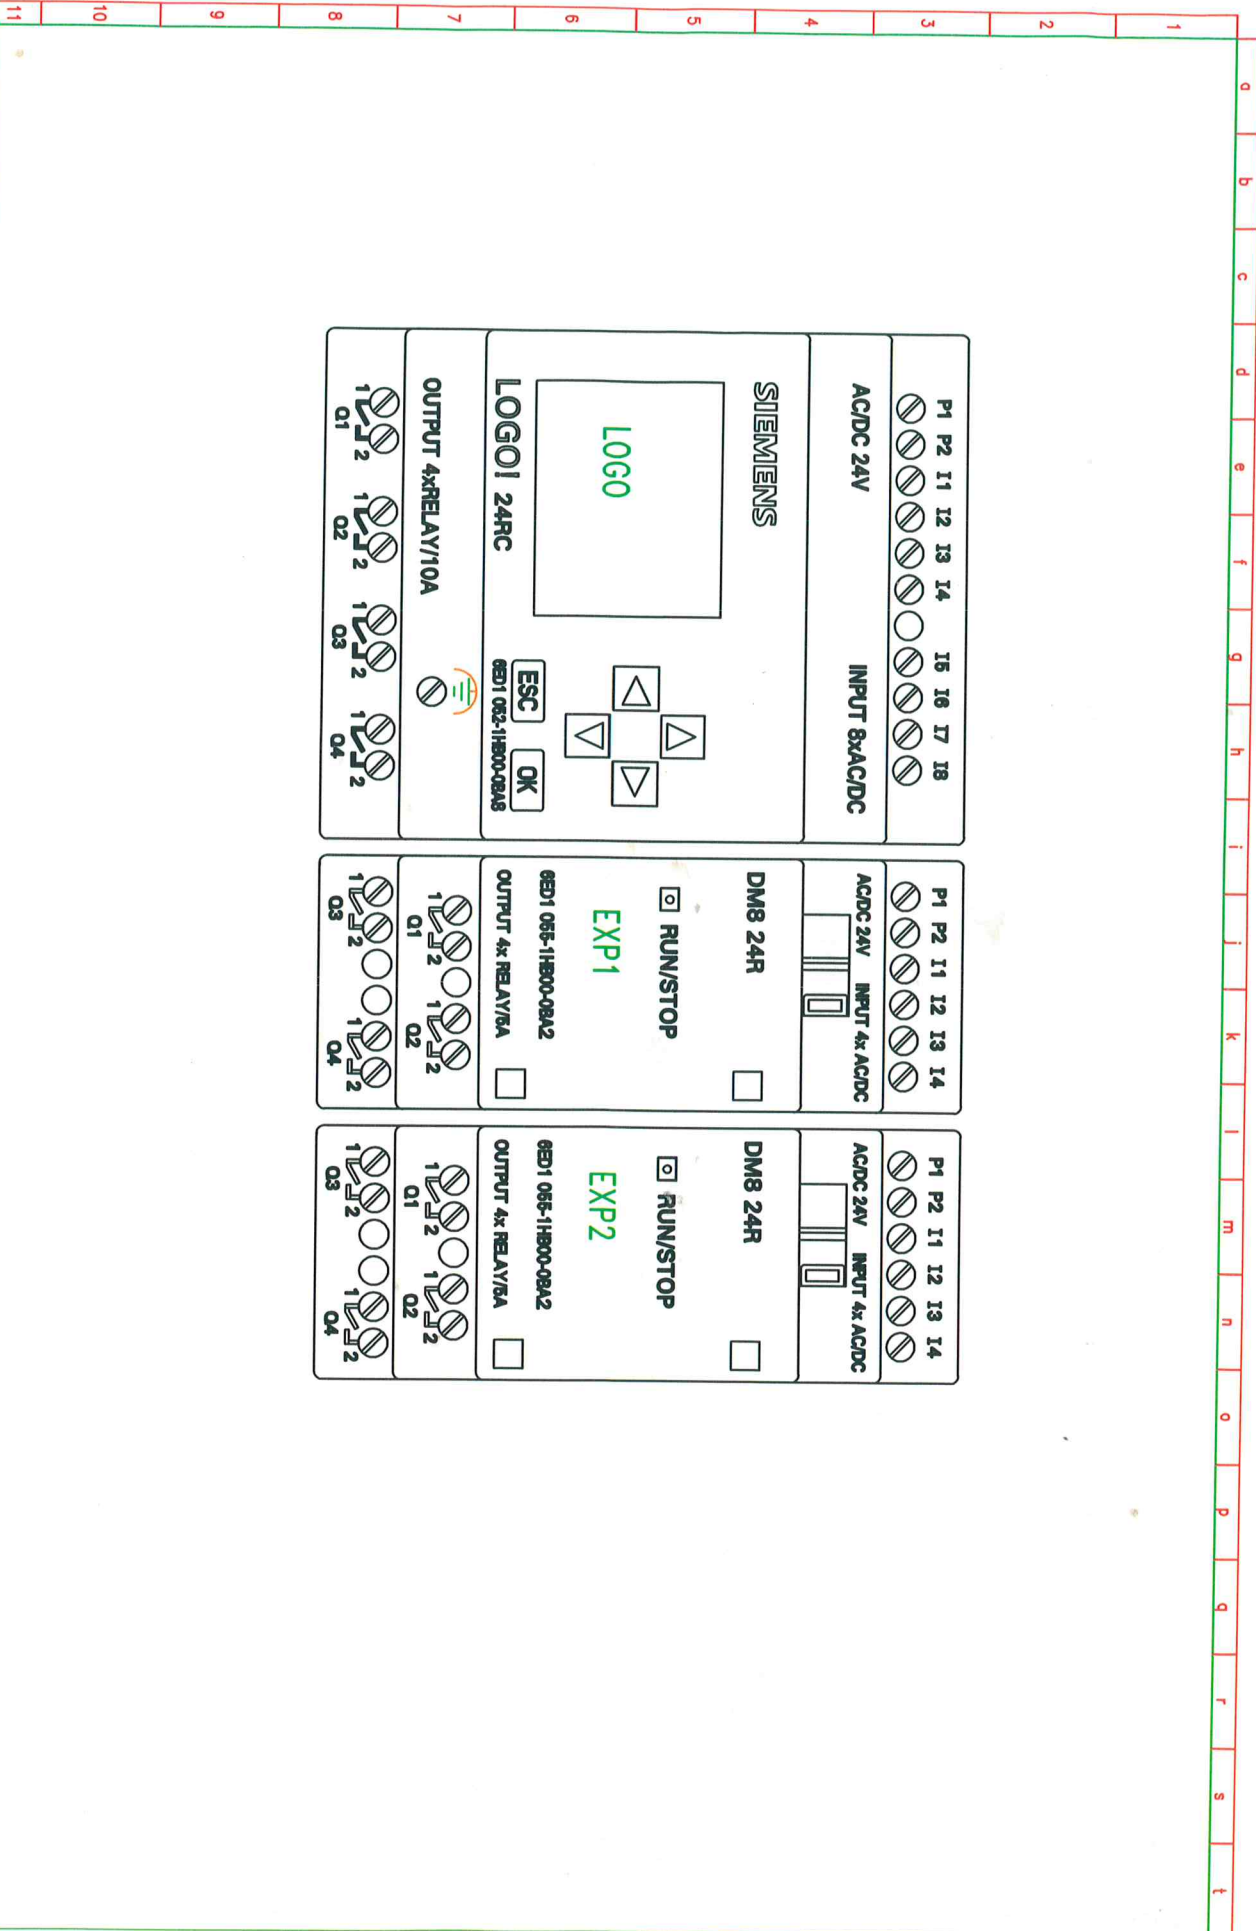 1 2 3 4 5 6 7 8 9 10 11
a b c d e f g h i j k l m n o p q r s t
P1 P2 I1 I2 I3 I4 I5 I6 I7 I8
AC/DC 24V INPUT 8xAC/DC
SIEMENS
LOGO
LOGO! 24RC
ESC OK
6ED1 052-1HB00-0BA8
OUTPUT 4xRELAY/10A
1 2 1 2 1 2 1 2
Q1 Q2 Q3 Q4
P1 P2 I1 I2 I3 I4
AC/DC 24V INPUT 4x AC/DC
DM8 24R
RUN/STOP
EXP1
6ED1 055-1HB00-0BA2
OUTPUT 4x RELAY/5A
1 2 1 2
Q1 Q2
1 2 1 2
Q3 Q4
P1 P2 I1 I2 I3 I4
AC/DC 24V INPUT 4x AC/DC
DM8 24R
RUN/STOP
EXP2
6ED1 055-1HB00-0BA2
OUTPUT 4x RELAY/5A
1 2 1 2
Q1 Q2
1 2 1 2
Q3 Q4